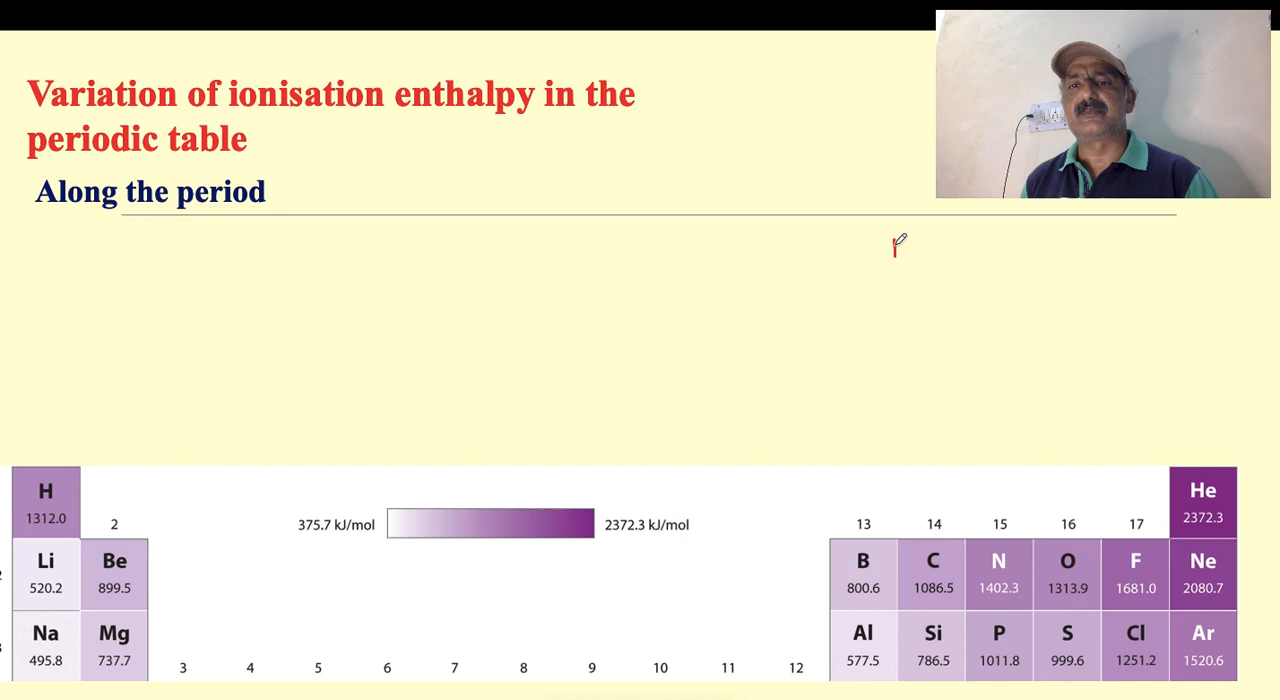 Variation of ionisation enthalpy in the
periodic table
Along the period
H
He
1312.0
2
375.7 kJ/mol
2372.3 kJ/mol
13
14
15
16
17
2372.3
Li
Be
B
C
N
O
F
Ne
520.2
899.5
800.6
1086.5
1402.3
1313.9
1681.0
2080.7
Na
Mg
Al
Si
P
S
Cl
Ar
495.8
737.7
3
4
5
6
7
8
9
10
11
12
577.5
786.5
1011.8
999.6
1251.2
1520.6